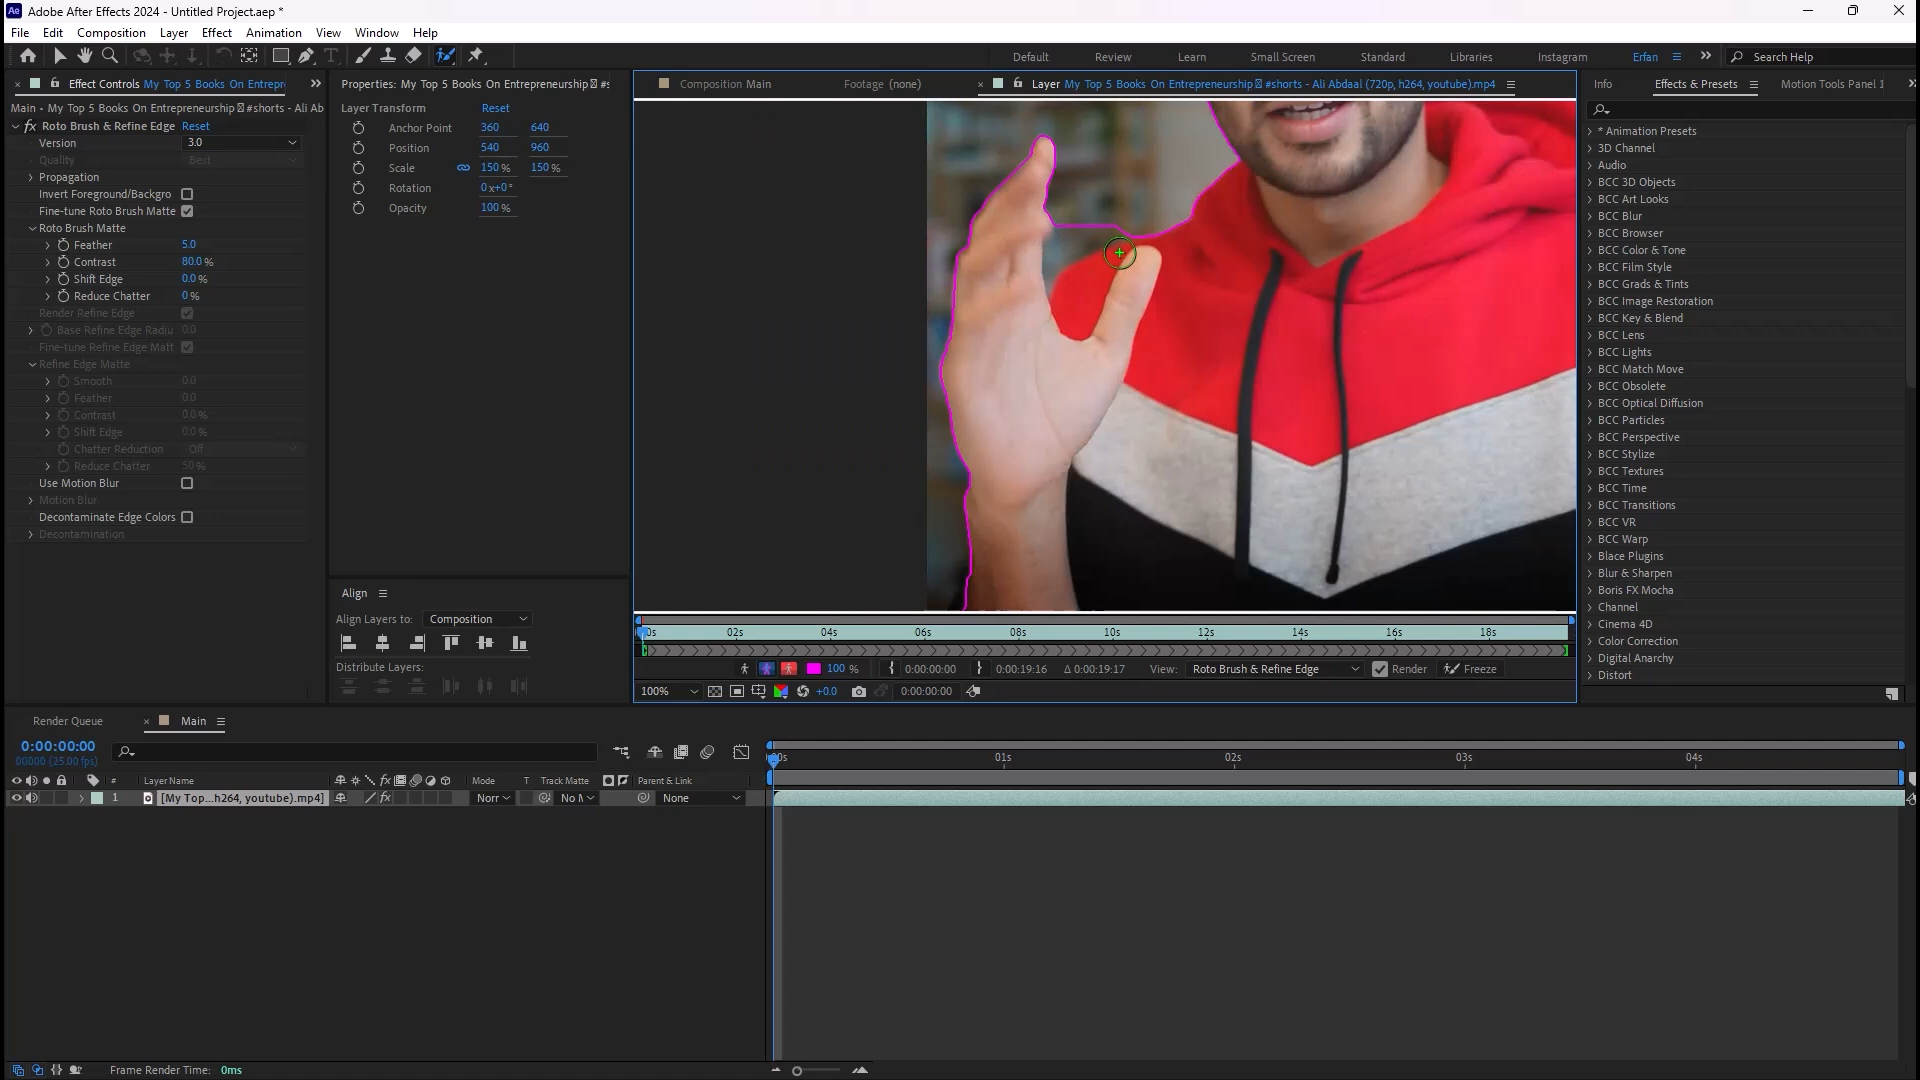 Adobe After Effects 2024 - Untitled Project.aep *
File Edit Composition Layer Effect Animation View Window Help
Default Review Learn Small Screen Standard Libraries Instagram Erfan Search Help
Effect Controls My Top 5 Books On Entrepr
Main • My Top 5 Books On Entrepreneurship #shorts - Ali Ab
fx Roto Brush & Refine Edge Reset
Version 3.0
Quality Best
Propagation
Invert Foreground/Backgro
Fine-tune Roto Brush Matte
Roto Brush Matte
Feather 5.0
Contrast 80.0 %
Shift Edge 0.0 %
Reduce Chatter 0 %
Render Refine Edge
Base Refine Edge Radiu 0.0
Fine-tune Refine Edge Matt
Refine Edge Matte
Smooth 0.0
Feather 0.0
Contrast 0.0 %
Shift Edge 0.0 %
Chatter Reduction Off
Reduce Chatter 50 %
Use Motion Blur
Motion Blur
Decontaminate Edge Colors
Decontamination
Properties: My Top 5 Books On Entrepreneurship #s
Layer Transform Reset
Anchor Point 360 640
Position 540 960
Scale 150 % 150 %
Rotation 0x+0°
Opacity 100 %
Align
Align Layers to: Composition
Distribute Layers:
Composition Main
Footage (none)
Layer My Top 5 Books On Entrepreneurship #shorts - Ali Abdaal (720p, h264, youtube).mp4
0s 02s 04s 06s 08s 10s 12s 14s 16s 18s
100 % 0:00:00:00 0:00:19:16 Δ 0:00:19:17 View: Roto Brush & Refine Edge Render Freeze
100% +0.0 0:00:00:00
Info Effects & Presets Motion Tools Panel 1
* Animation Presets
3D Channel
Audio
BCC 3D Objects
BCC Art Looks
BCC Blur
BCC Browser
BCC Color & Tone
BCC Film Style
BCC Grads & Tints
BCC Image Restoration
BCC Key & Blend
BCC Lens
BCC Lights
BCC Match Move
BCC Obsolete
BCC Optical Diffusion
BCC Particles
BCC Perspective
BCC Stylize
BCC Textures
BCC Time
BCC Transitions
BCC VR
BCC Warp
Blace Plugins
Blur & Sharpen
Boris FX Mocha
Channel
Cinema 4D
Color Correction
Digital Anarchy
Distort
Render Queue Main
0:00:00:00
00000 (25.00 fps)
0s 01s 02s 03s 04s
# Layer Name Mode T Track Matte Parent & Link
1 [My Top...h264, youtube).mp4] Norr No M None
Frame Render Time: 0ms